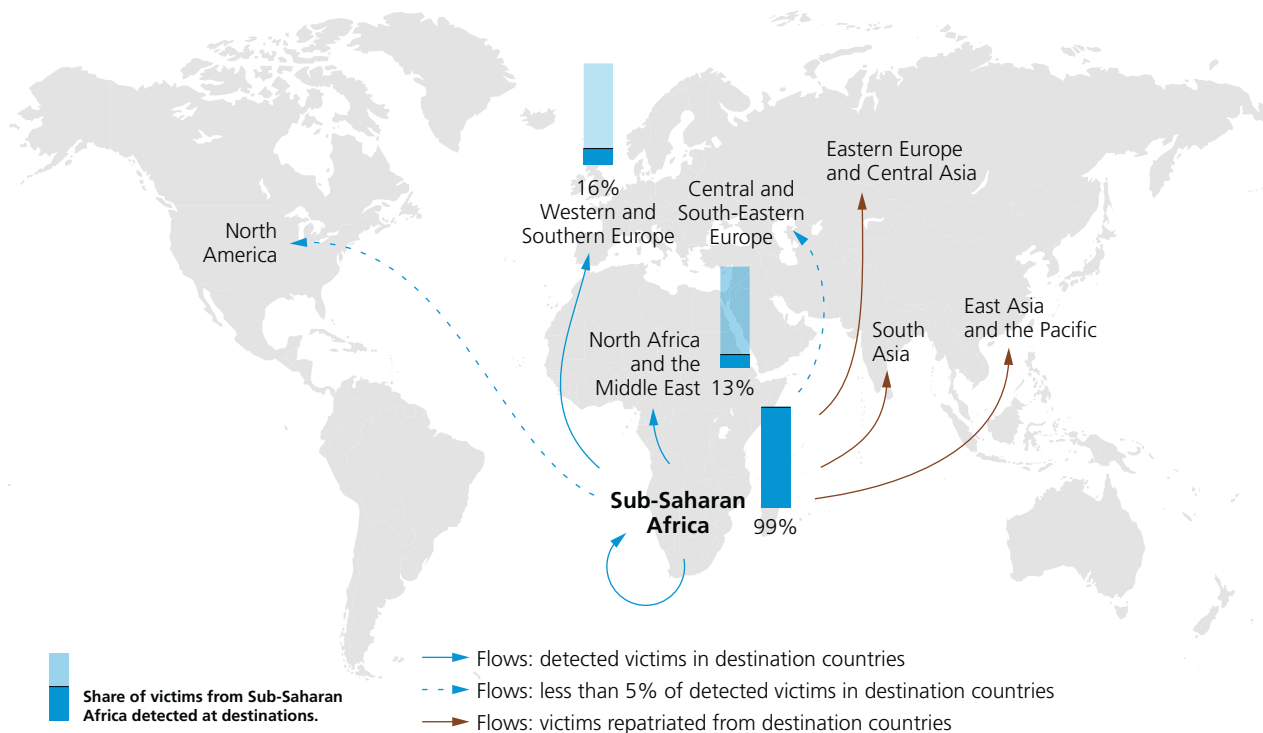 16%
Western and
Southern Europe
Central and
South-Eastern
Europe
Eastern Europe
and Central Asia
North
America
North Africa
and the
Middle East
13%
South
Asia
East Asia
and the Pacific
Sub-Saharan
Africa
99%
Share of victims from Sub-Saharan
Africa detected at destinations.
Flows: detected victims in destination countries
Flows: less than 5% of detected victims in destination countries
Flows: victims repatriated from destination countries